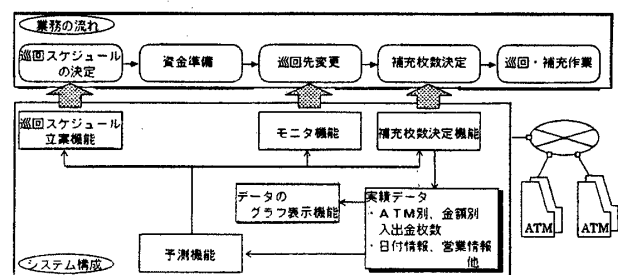 業務の流れ
巡回スケジュール
の決定
資金準備
巡回先変更
補充枚数決定
巡回・補充作業
巡回スケジュール
立案機能
モニタ機能
補充枚数決定機能
データの
グラフ表示機能
実績データ
・ATM別、金額別
入出金枚数
・日付情報、営業情報
他
予測機能
システム構成
ATM
ATM